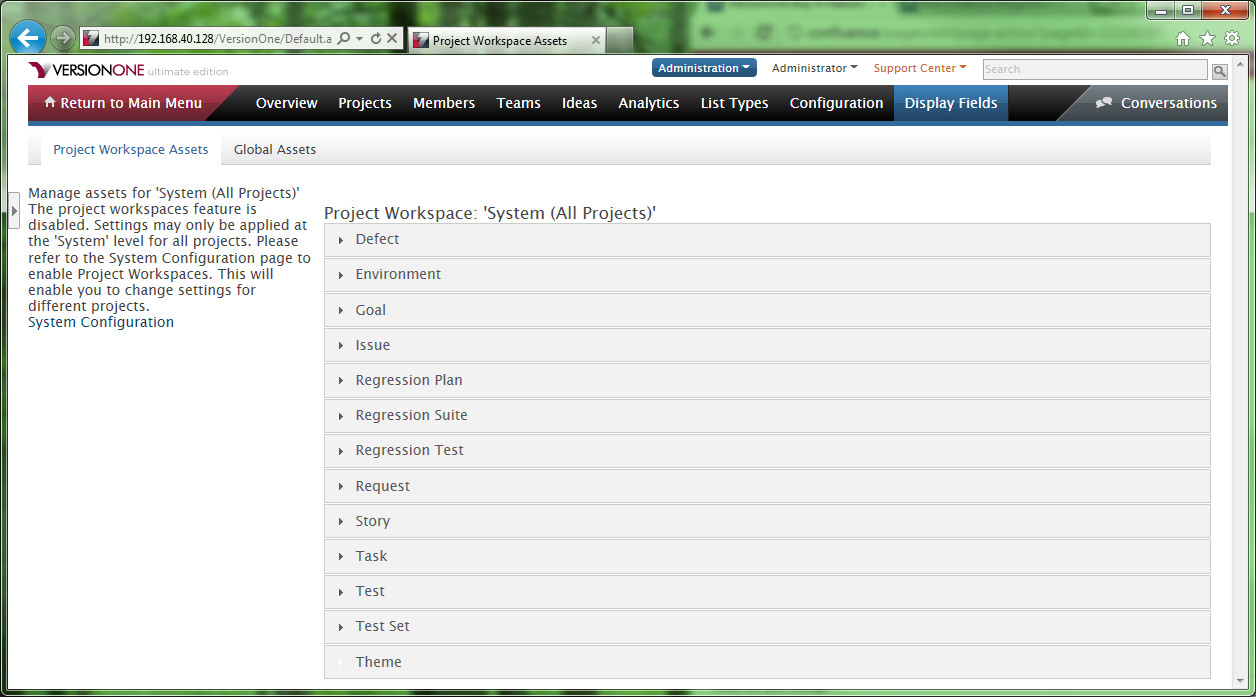 http://192.168.40.128/VersionOne/Default.a
Project Workspace Assets
VERSIONONE ultimate edition
Administration
Administrator
Support Center
Search
Return to Main Menu
Overview
Projects
Members
Teams
Ideas
Analytics
List Types
Configuration
Display Fields
Conversations
Project Workspace Assets
Global Assets
Manage assets for 'System (All Projects)'
The project workspaces feature is
disabled. Settings may only be applied at
the 'System' level for all projects. Please
refer to the System Configuration page to
enable Project Workspaces. This will
enable you to change settings for
different projects.
System Configuration
Project Workspace: 'System (All Projects)'
Defect
Environment
Goal
Issue
Regression Plan
Regression Suite
Regression Test
Request
Story
Task
Test
Test Set
Theme